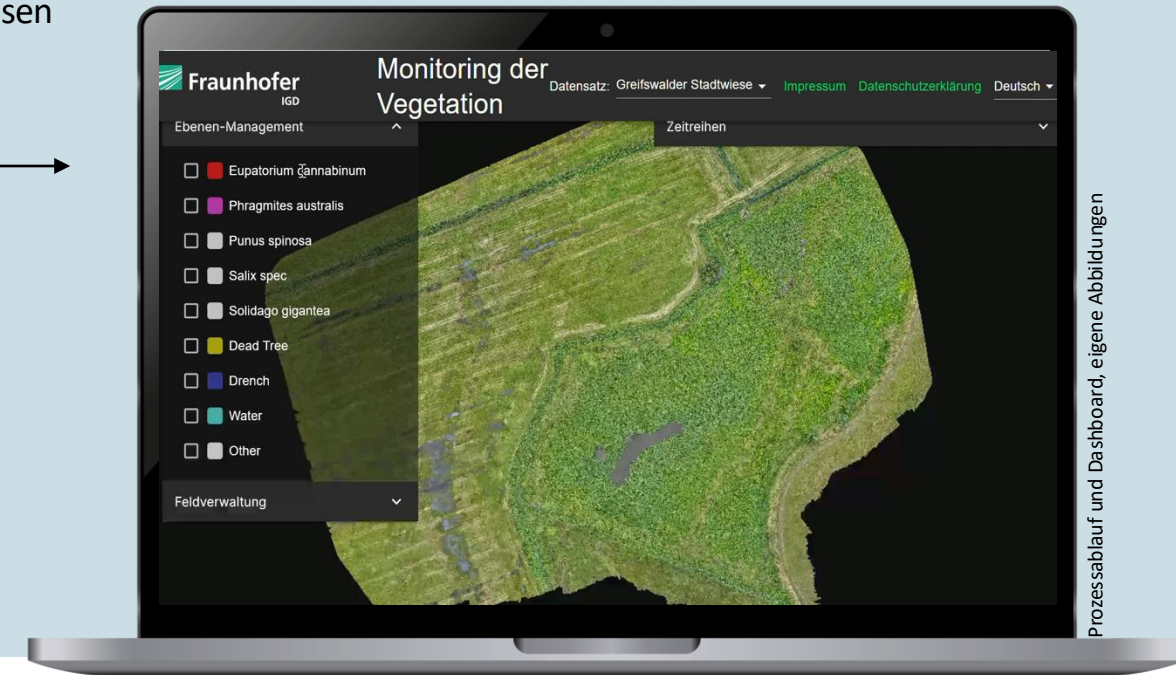 sen
Fraunhofer
IGD
Monitoring der
Vegetation
Datensatz: Greifswalder Stadtwiese
Impressum
Datenschutzerklärung
Deutsch
Ebenen-Management
Zeitreihen
Eupatorium cannabinum
Phragmites australis
Punus spinosa
Salix spec
Solidago gigantea
Dead Tree
Drench
Water
Other
Feldverwaltung
Prozessablauf und Dashboard, eigene Abbildungen